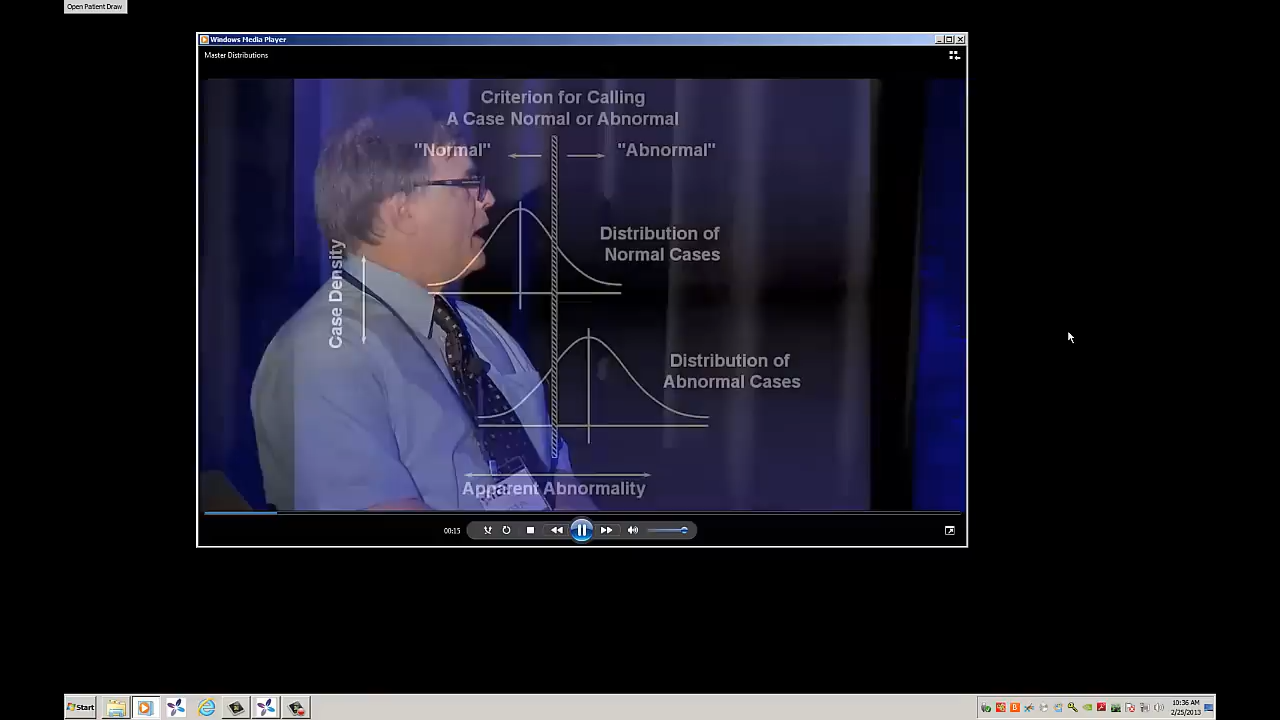 Open Patient Draw
Windows Media Player
Master Distributions
Criterion for Calling
A Case Normal or Abnormal
"Normal"
"Abnormal"
Distribution of
Normal Cases
Case Density
Distribution of
Abnormal Cases
Apparent Abnormality
00:15
Start
10:36 AM
2/25/2013